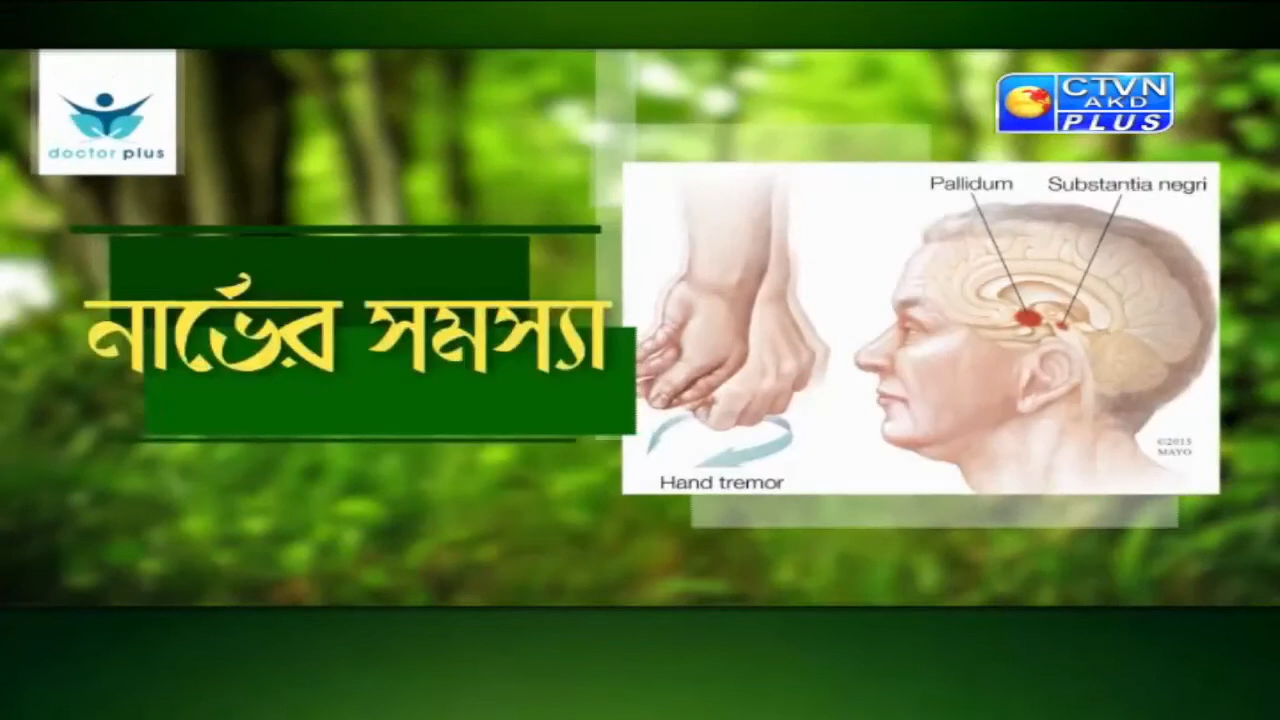 doctor plus
CTVN
AKD
PLUS
নার্ভের সমস্যা
Pallidum
Substantia negri
Hand tremor
©2015
MAYO